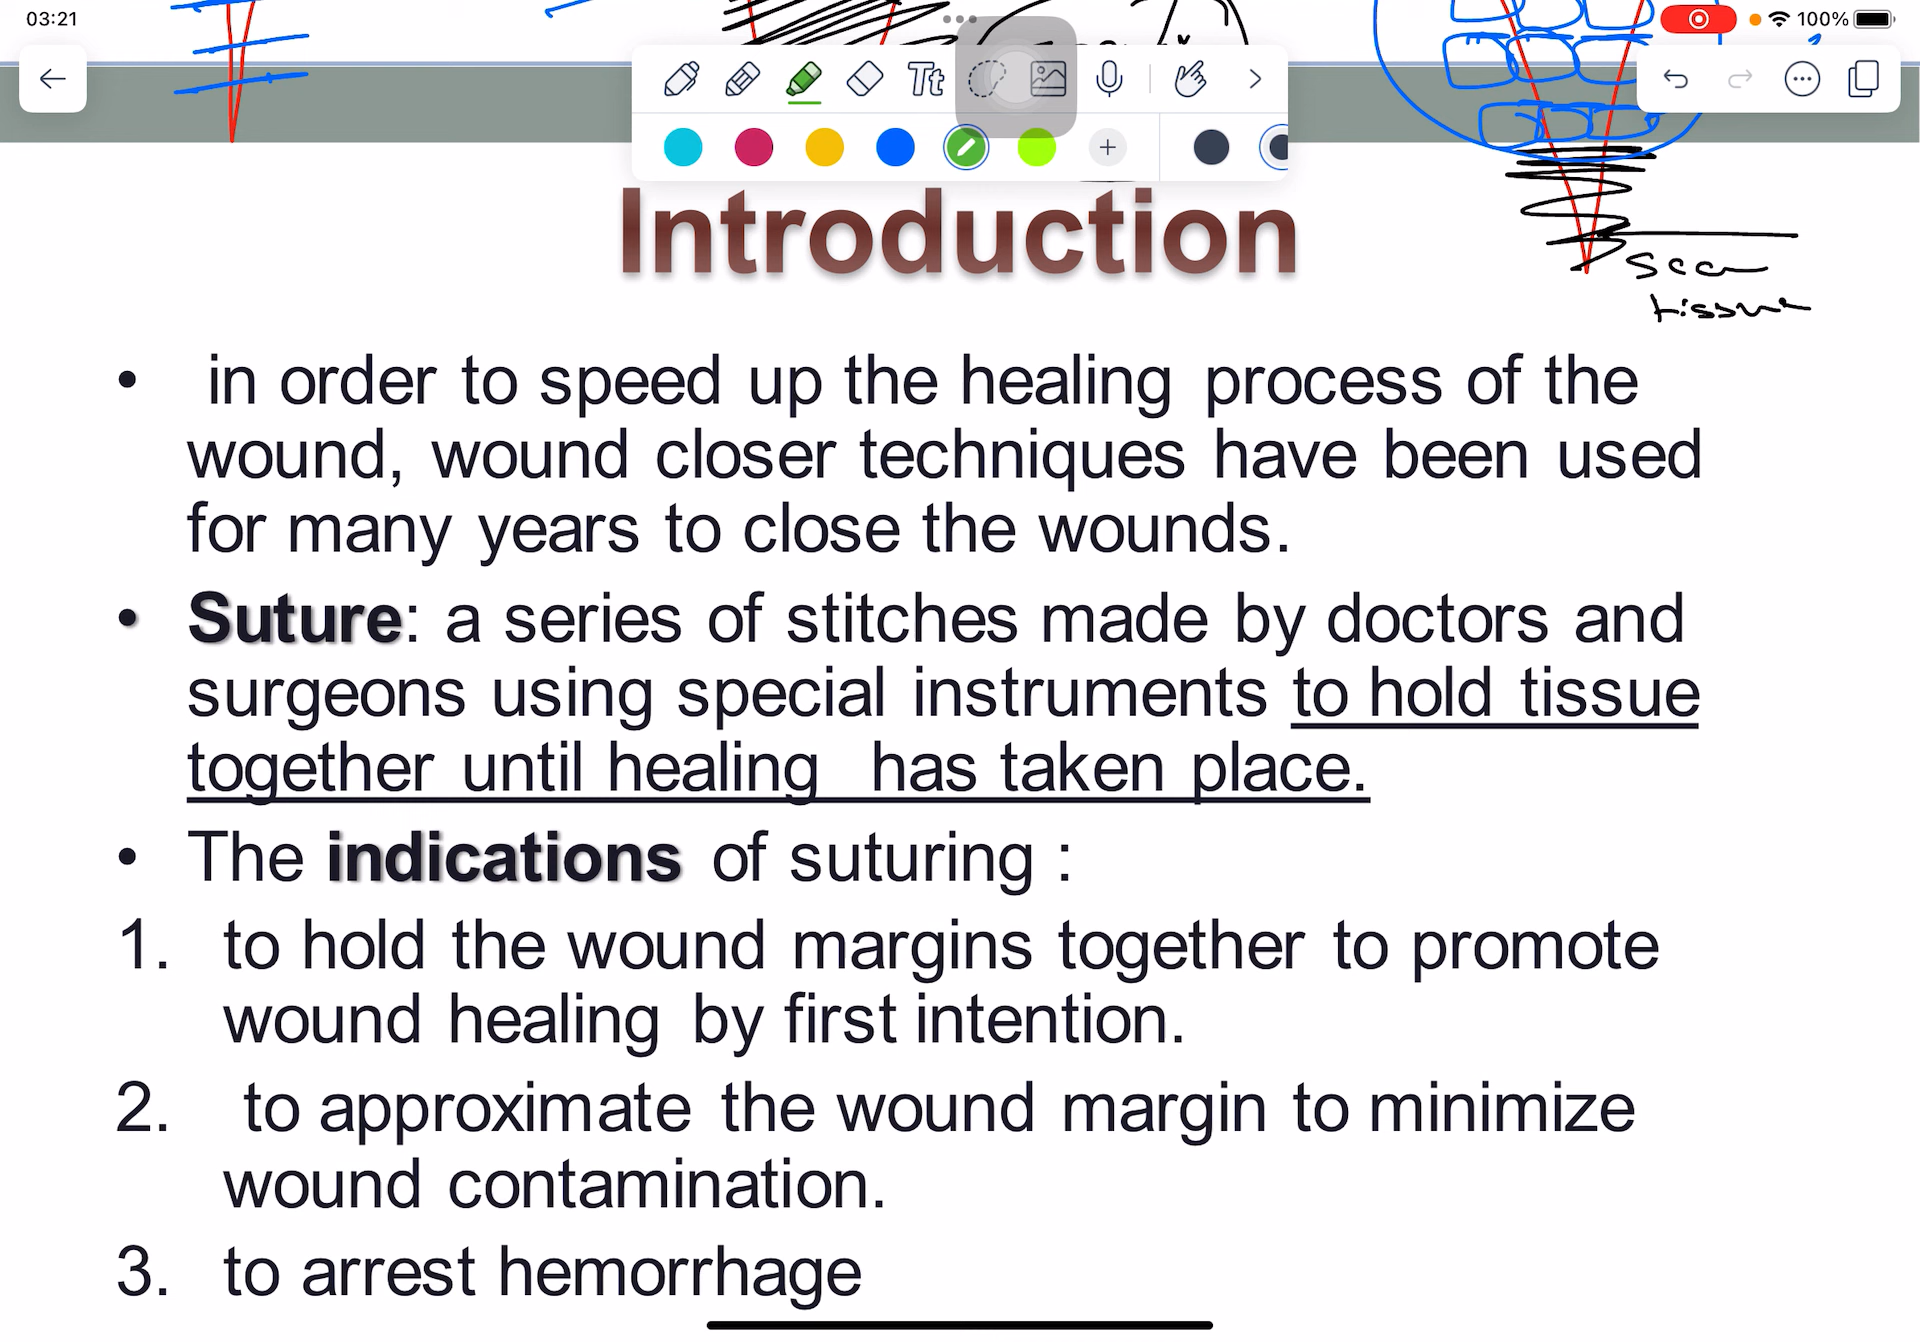 03:21
100%
Tt
Introduction
scar
tissue
• in order to speed up the healing process of the
wound, wound closer techniques have been used
for many years to close the wounds.
• Suture: a series of stitches made by doctors and
surgeons using special instruments to hold tissue
together until healing has taken place.
• The indications of suturing :
1. to hold the wound margins together to promote
wound healing by first intention.
2. to approximate the wound margin to minimize
wound contamination.
3. to arrest hemorrhage